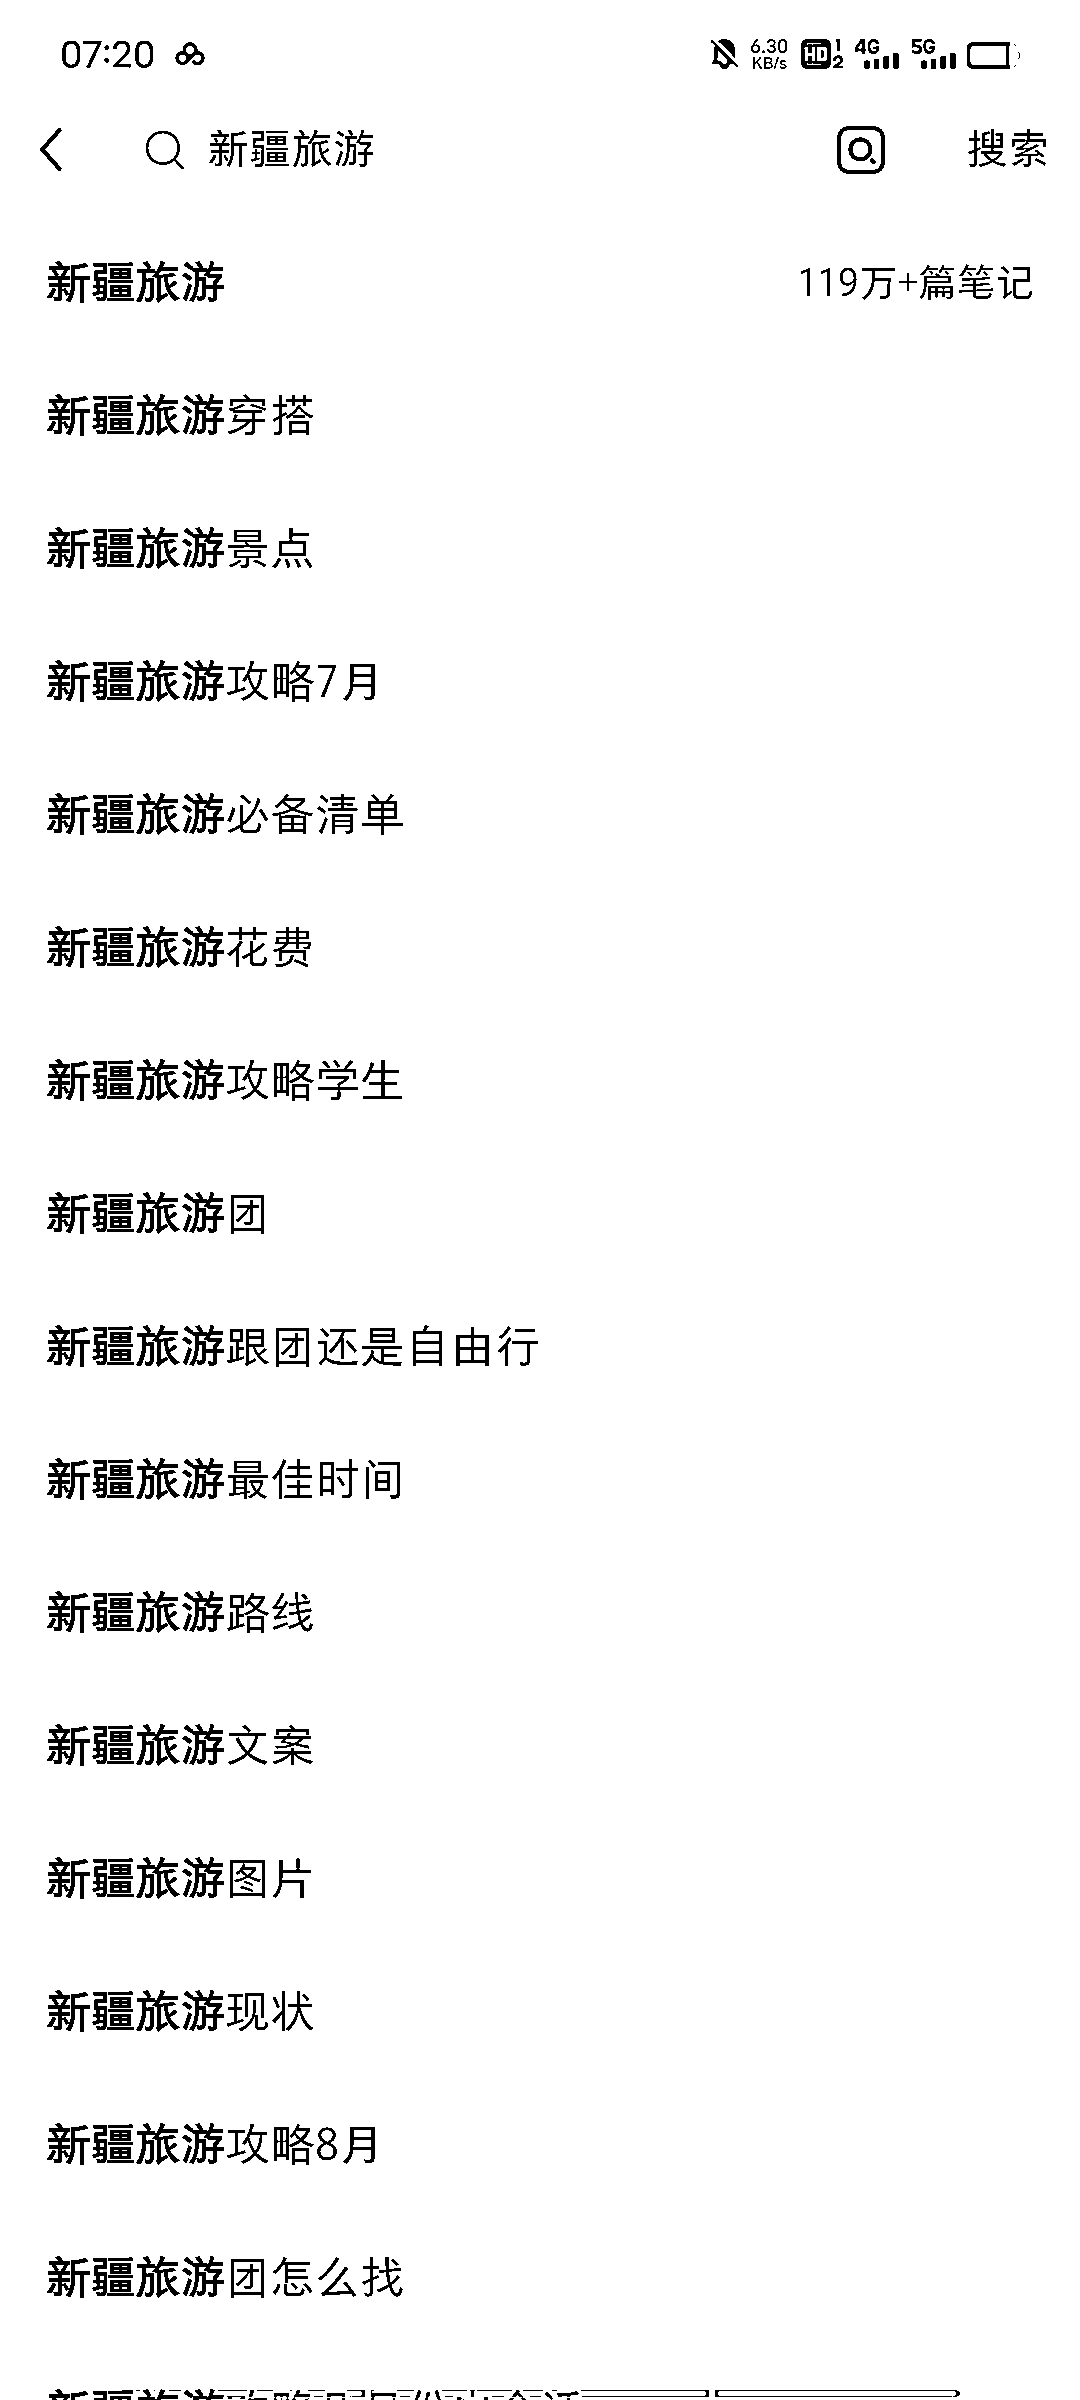 07:20
6.30 KB/s HD 1 2 4G 5G
新疆旅游 搜索
新疆旅游 119万+篇笔记
新疆旅游穿搭
新疆旅游景点
新疆旅游攻略7月
新疆旅游必备清单
新疆旅游花费
新疆旅游攻略学生
新疆旅游团
新疆旅游跟团还是自由行
新疆旅游最佳时间
新疆旅游路线
新疆旅游文案
新疆旅游图片
新疆旅游现状
新疆旅游攻略8月
新疆旅游团怎么找
新疆旅游攻略